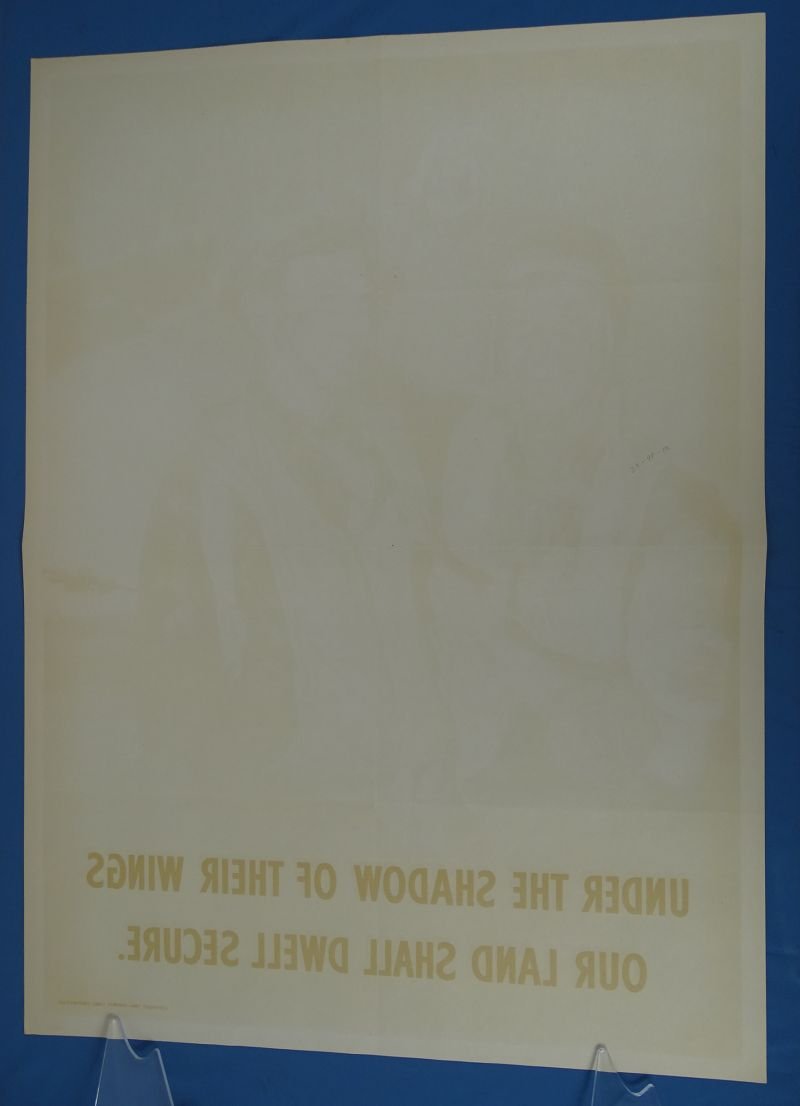 UNDER THE SHADOW OF THEIR WINGS
OUR LAND SHALL DWELL SECURE.